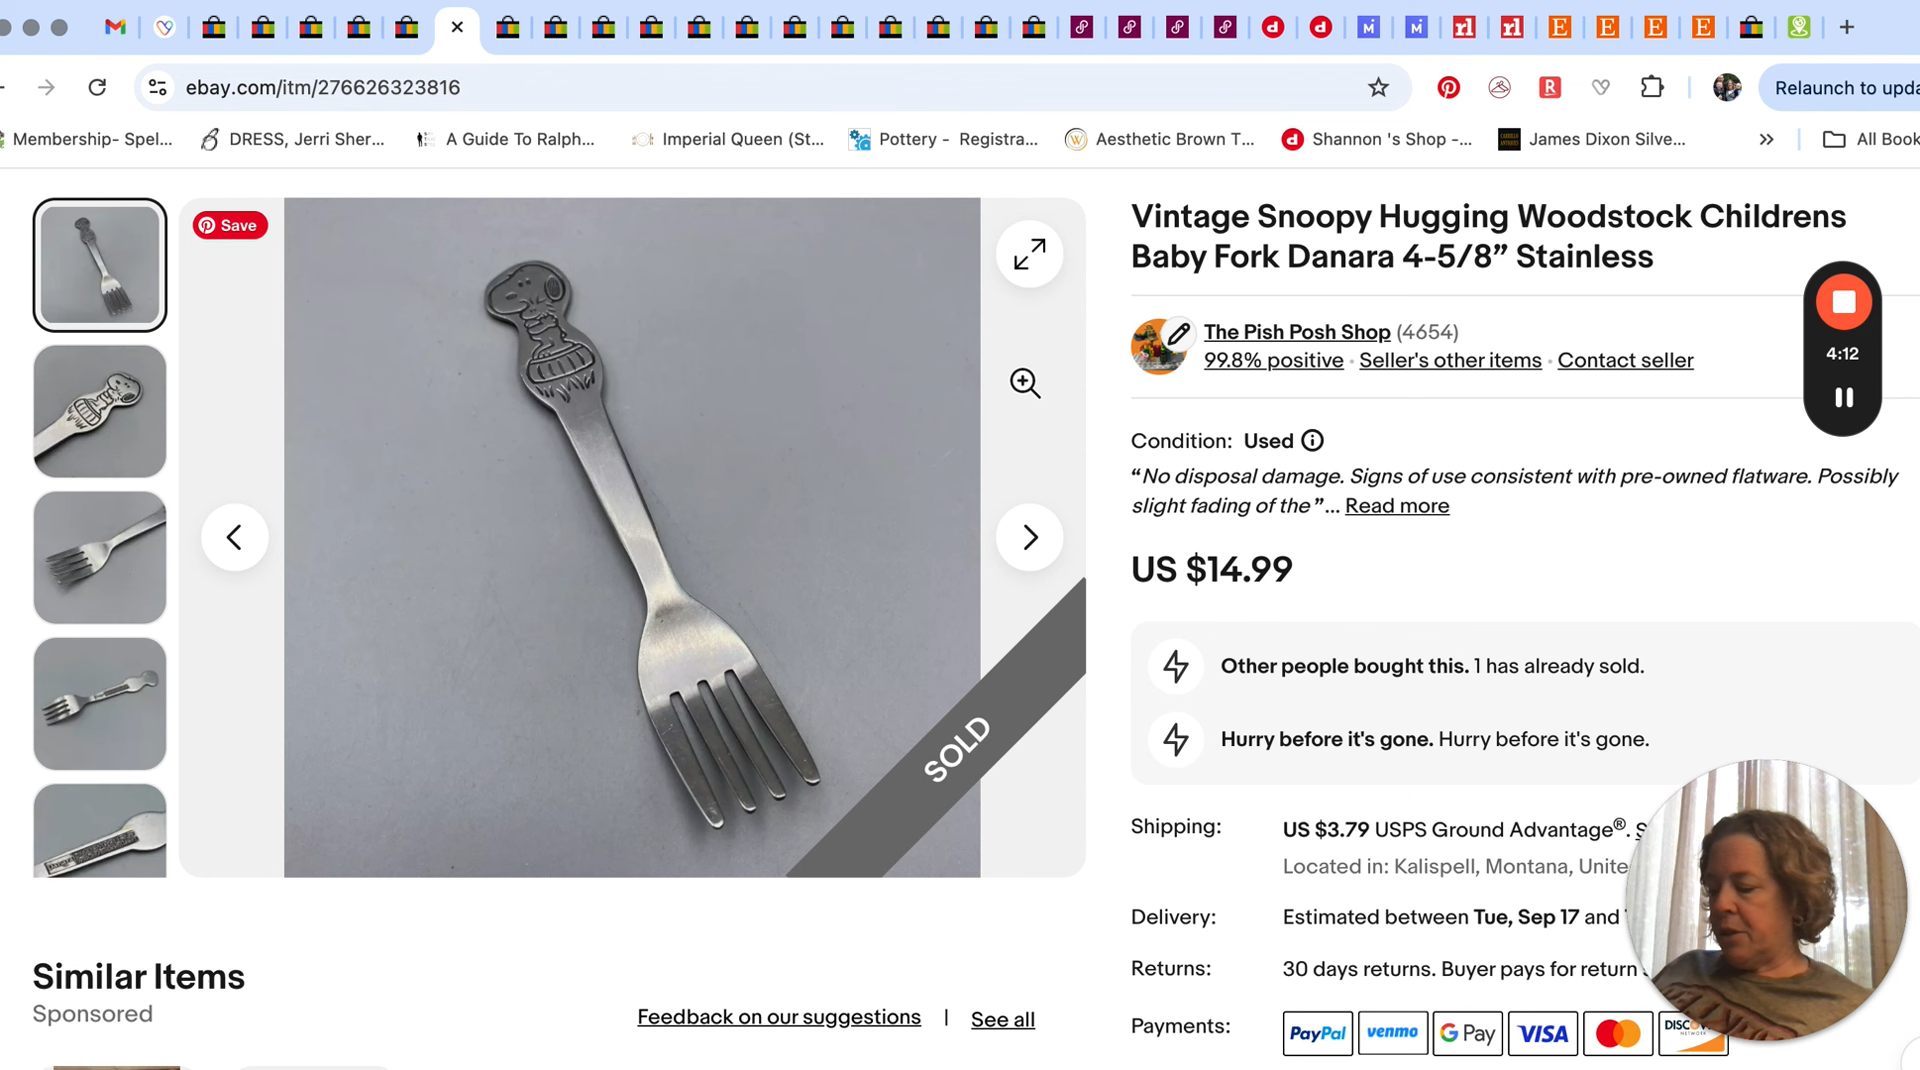 ebay.com/itm/276626323816
Relaunch to upda
Membership- Spel...
DRESS, Jerri Sher...
A Guide To Ralph...
Imperial Queen (St...
Pottery - Registra...
Aesthetic Brown T...
Shannon 's Shop -...
James Dixon Silve...
All Book
Save
SOLD
Vintage Snoopy Hugging Woodstock Childrens
Baby Fork Danara 4-5/8” Stainless
The Pish Posh Shop (4654)
99.8% positive · Seller's other items · Contact seller
4:12
Condition: Used
“No disposal damage. Signs of use consistent with pre-owned flatware. Possibly
slight fading of the”... Read more
US $14.99
Other people bought this. 1 has already sold.
Hurry before it's gone. Hurry before it's gone.
Shipping: US $3.79 USPS Ground Advantage®. S
Located in: Kalispell, Montana, Unite
Delivery: Estimated between Tue, Sep 17 and
Returns: 30 days returns. Buyer pays for return
Payments: PayPal venmo G Pay VISA DISCOV
NETWORK
Similar Items
Sponsored
Feedback on our suggestions | See all